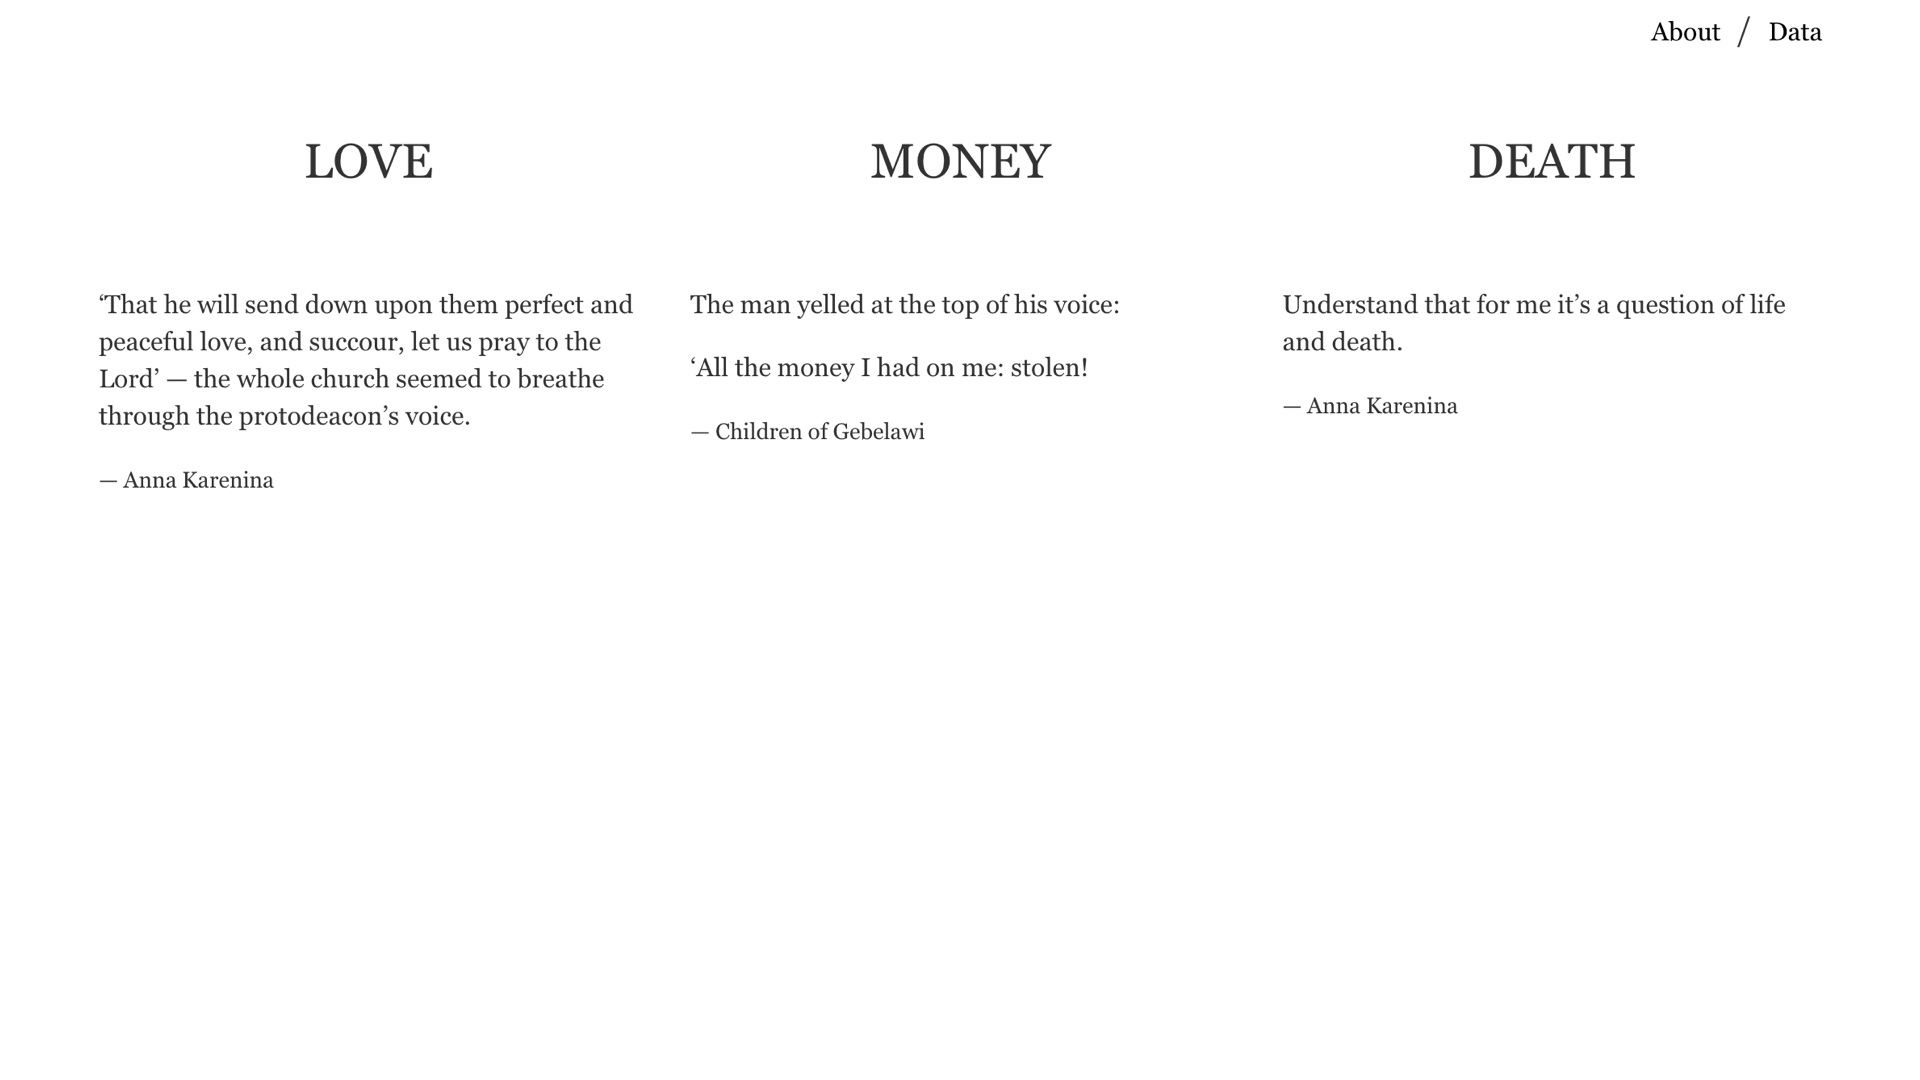 About / Data
LOVE
‘That he will send down upon them perfect and
peaceful love, and succour, let us pray to the
Lord’ — the whole church seemed to breathe
through the protodeacon’s voice.
— Anna Karenina
MONEY
The man yelled at the top of his voice:
‘All the money I had on me: stolen!
— Children of Gebelawi
DEATH
Understand that for me it’s a question of life
and death.
— Anna Karenina